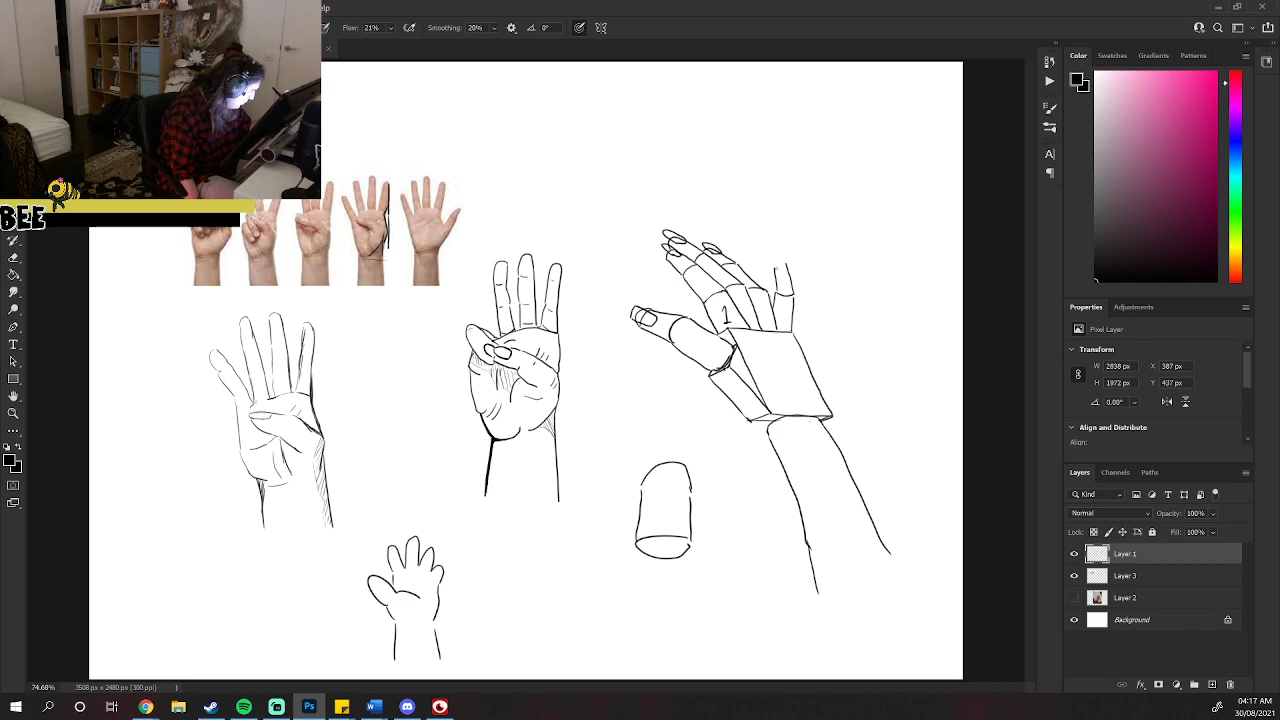 Flow: 21% Smoothing: 20% 0°
Color Swatches Gradients Patterns
BEE
1
Properties Adjustments
Pixel Layer
Transform
W 2838 px X 387 px
H 1972 px Y 437 px
0.00°
Align and Distribute
Align:
Layers Channels Paths
Kind
Normal Opacity: 100%
Lock: Fill: 100%
Layer 1
Layer 3
Layer 2
Background
74.68% 3508 px x 2480 px (300 ppi)
04:17 AM
30/08/2021